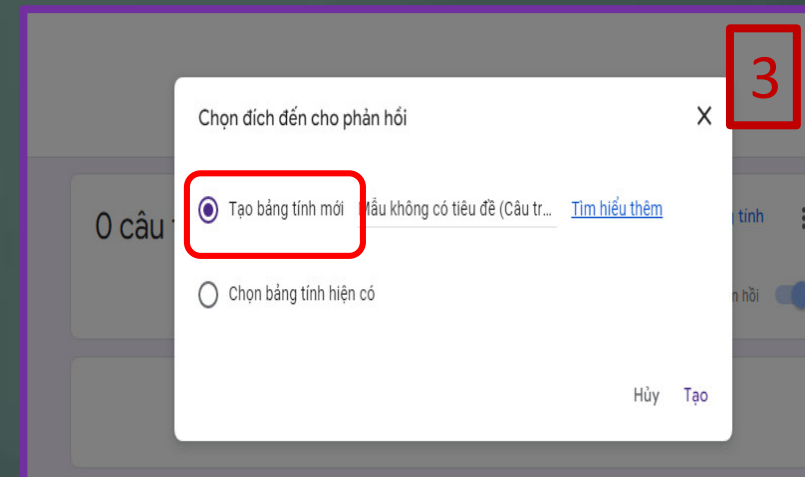 3
Chọn đích đến cho phản hồi
Tạo bảng tính mới Mẫu không có tiêu đề (Câu tr... Tìm hiểu thêm
0 câu
tính
Chọn bảng tính hiện có
hồi
Hủy Tạo